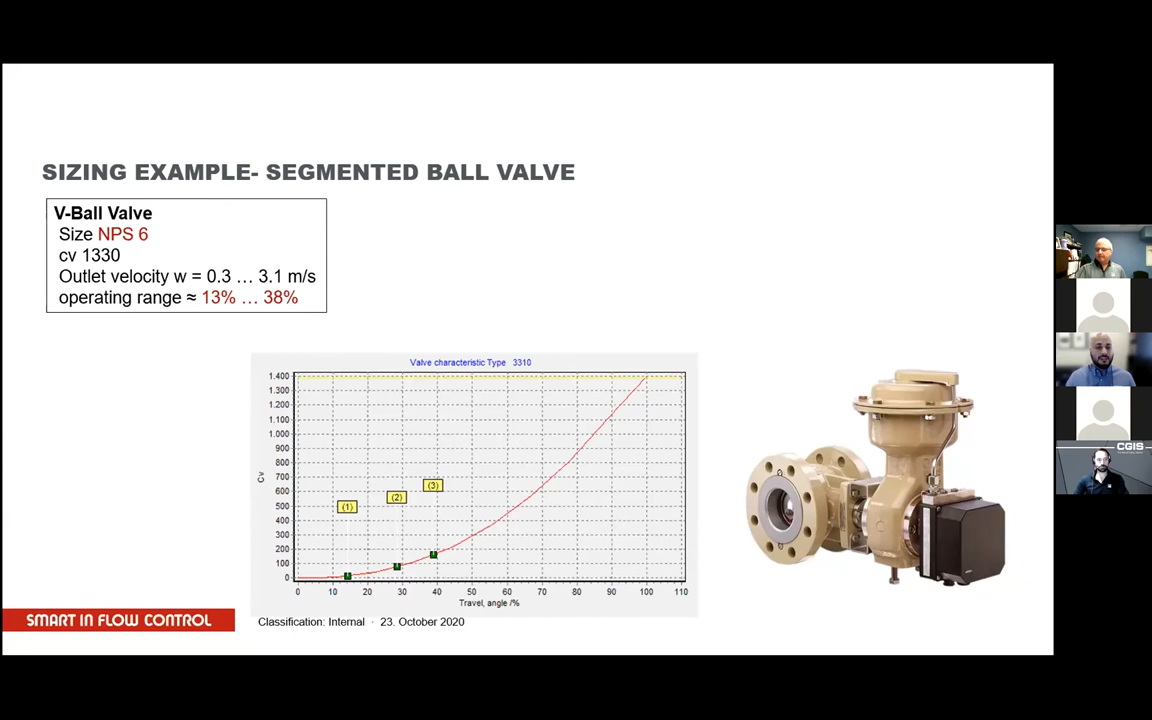 SIZING EXAMPLE- SEGMENTED BALL VALVE
V-Ball Valve
Size NPS 6
cv 1330
Outlet velocity w = 0.3 … 3.1 m/s
operating range ≈ 13% … 38%
Valve characteristic Type 3310
1.400
1.300
1.200
1.100
1.000
900
800
700
600
500
400
300
200
100
0
Cv
(1)
(2)
(3)
0 10 20 30 40 50 60 70 80 90 100 110
Travel, angle /%
SMART IN FLOW CONTROL
Classification: Internal · 23. October 2020
CGIS